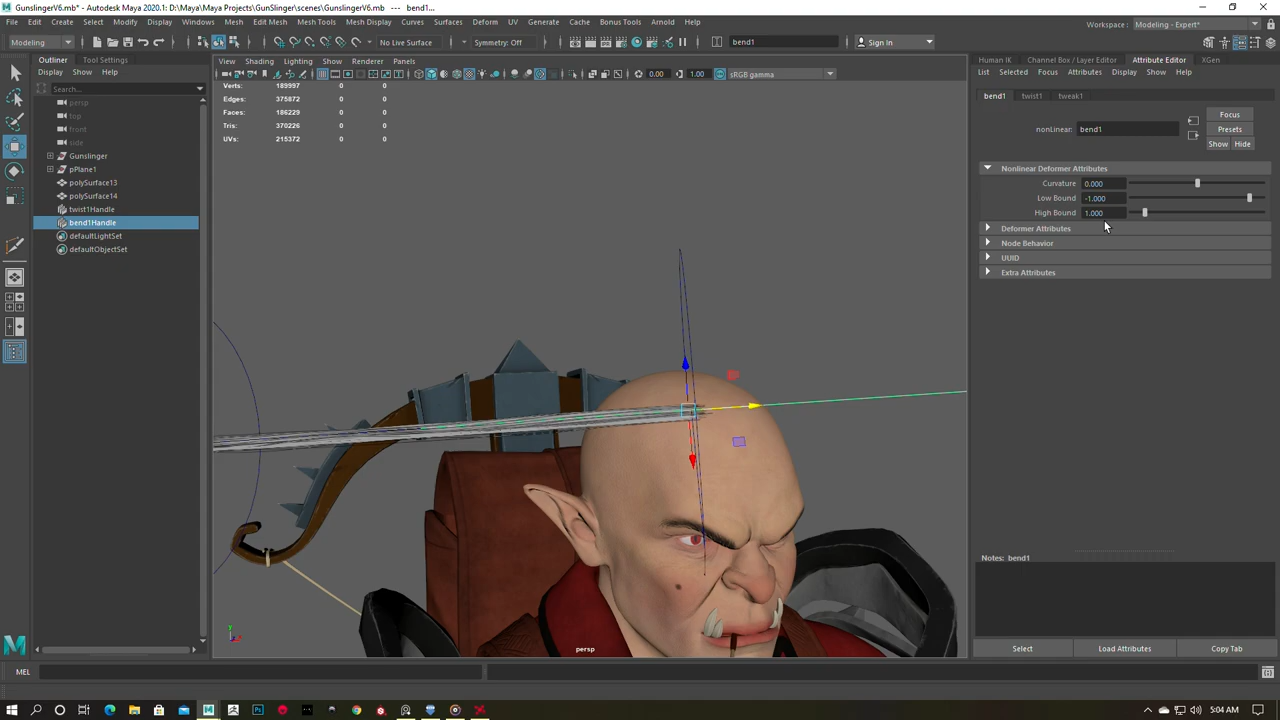 GunslingerV6.mb* - Autodesk Maya 2020.1: D:\Maya\Maya Projects\GunSlinger\scenes\GunslingerV6.mb --- bend1...
File Edit Create Select Modify Display Windows Mesh Edit Mesh Mesh Tools Mesh Display Curves Surfaces Deform UV Generate Cache Bonus Tools Arnold Help
Workspace : Modeling - Expert*
Modeling No Live Surface Symmetry: Off bend1 Sign In
Outliner Tool Settings
Display Show Help
Search...
persp
top
front
side
Gunslinger
pPlane1
polySurface13
polySurface14
twist1Handle
bend1Handle
defaultLightSet
defaultObjectSet
View Shading Lighting Show Renderer Panels
0.00 1.00 sRGB gamma
Verts: 189997 0 0
Edges: 375872 0 0
Faces: 186229 0 0
Tris: 370226 0 0
UVs: 215372 0 0
y
persp
Human IK Channel Box / Layer Editor Attribute Editor XGen
List Selected Focus Attributes Display Show Help
bend1 twist1 tweak1
Focus
nonLinear: bend1 Presets
Show Hide
Nonlinear Deformer Attributes
Curvature 0.000
Low Bound -1.000
High Bound 1.000
Deformer Attributes
Node Behavior
UUID
Extra Attributes
Notes: bend1
Select Load Attributes Copy Tab
MEL
5:04 AM